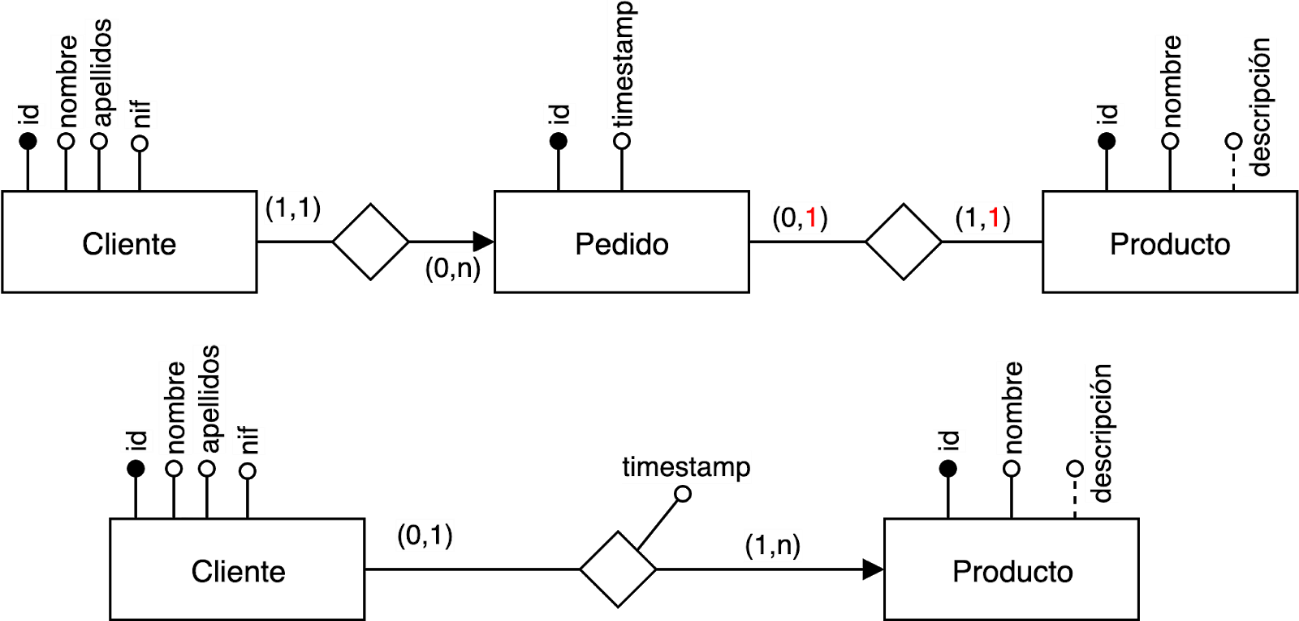 id
nombre
apellidos
nif
id
timestamp
id
nombre
descripción
Cliente
(1,1)
(0,n)
Pedido
(0,1)
(1,1)
Producto
id
nombre
apellidos
nif
timestamp
id
nombre
descripción
Cliente
(0,1)
(1,n)
Producto